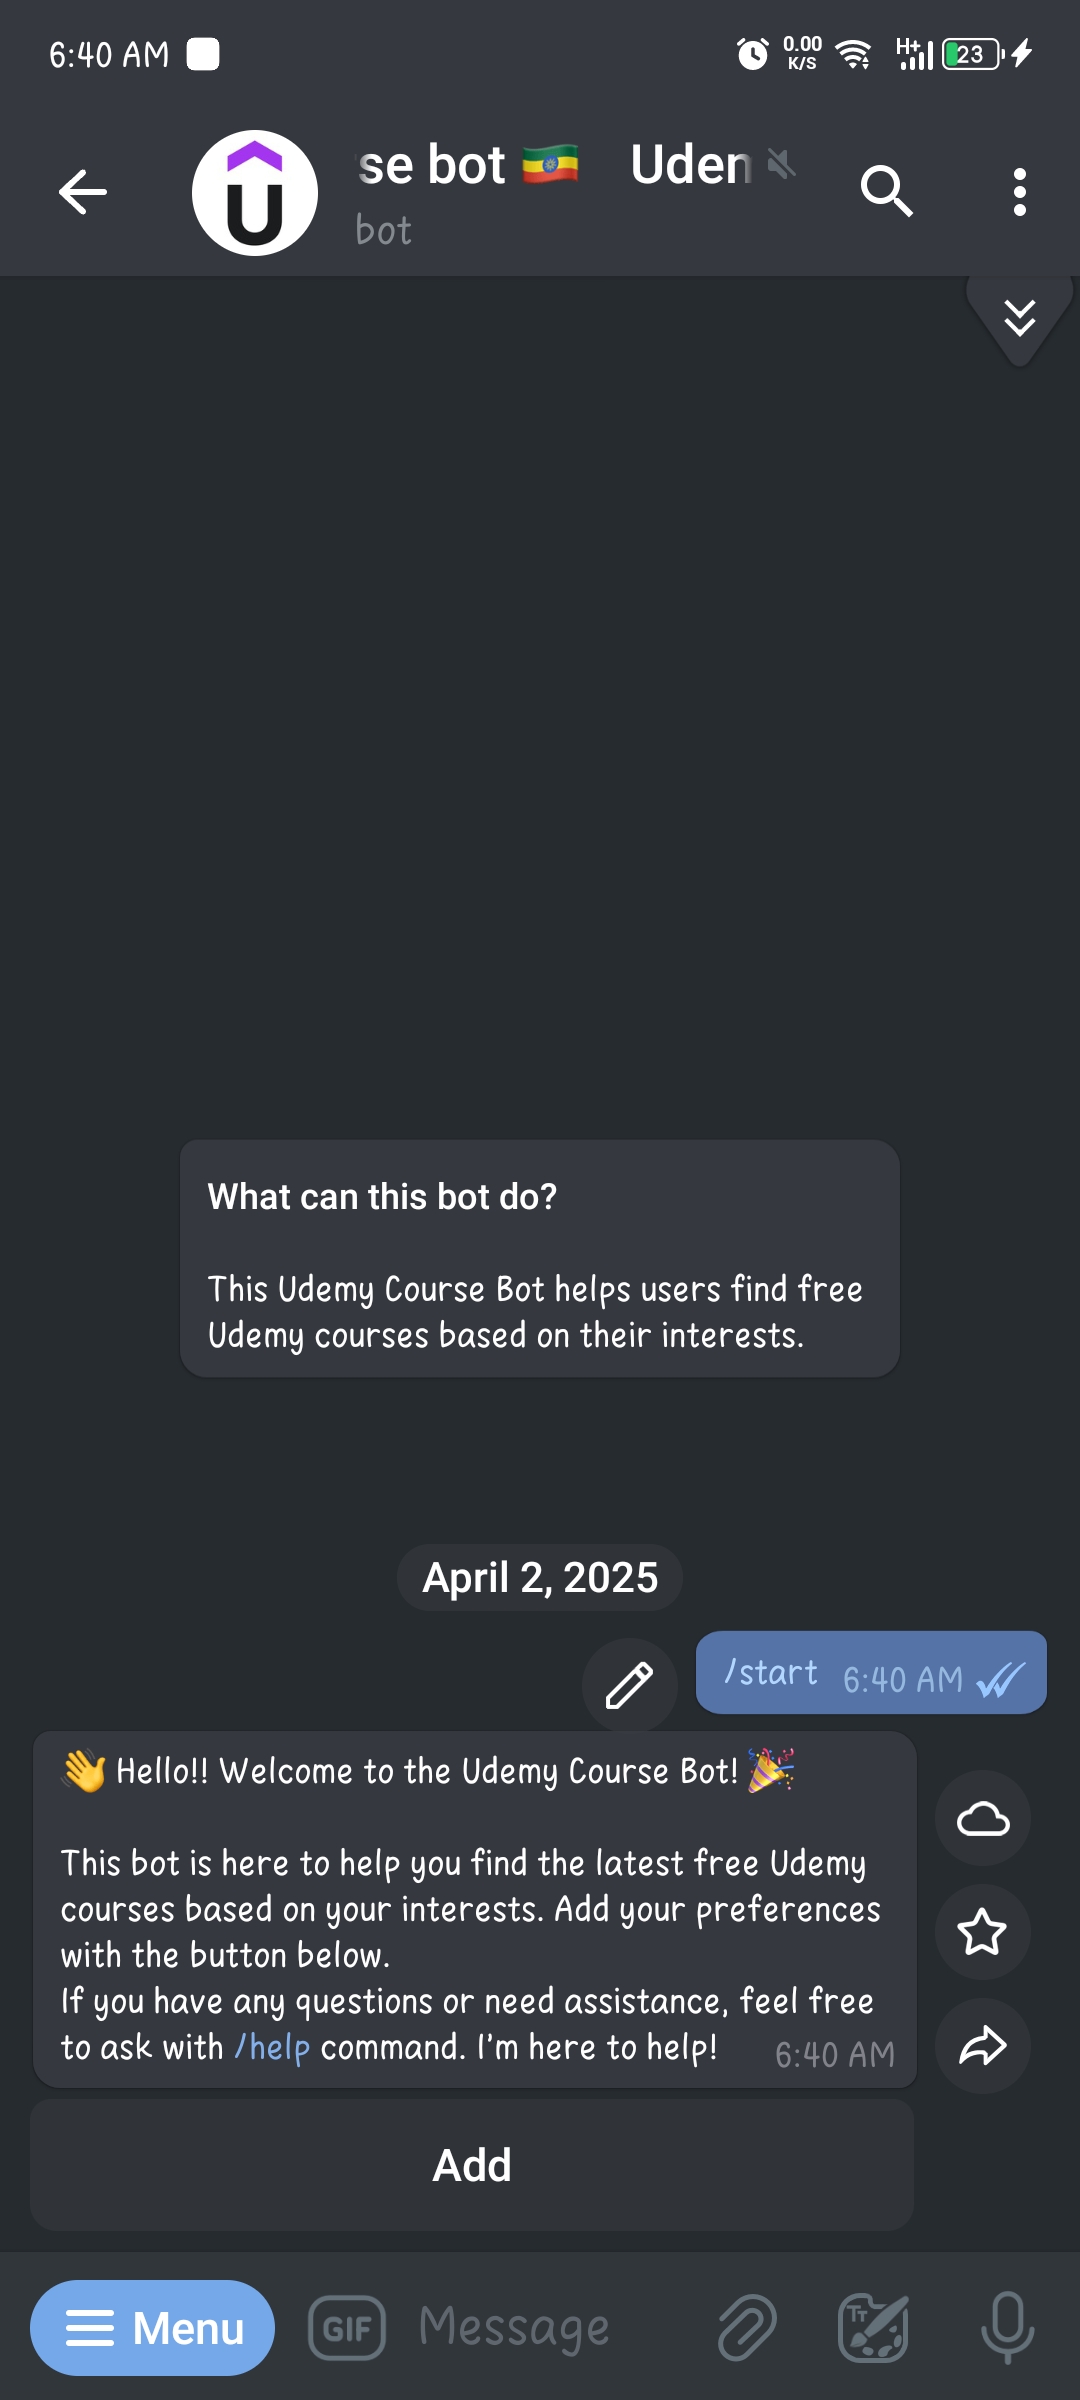 6:40 AM
0.00
K/S
H+
23
se bot 🇪🇹 Udem
bot
What can this bot do?
This Udemy Course Bot helps users find free
Udemy courses based on their interests.
April 2, 2025
/start 6:40 AM
👋 Hello!! Welcome to the Udemy Course Bot! 🎉
This bot is here to help you find the latest free Udemy
courses based on your interests. Add your preferences
with the button below.
If you have any questions or need assistance, feel free
to ask with /help command. I'm here to help! 6:40 AM
Add
Menu
GIF
Message